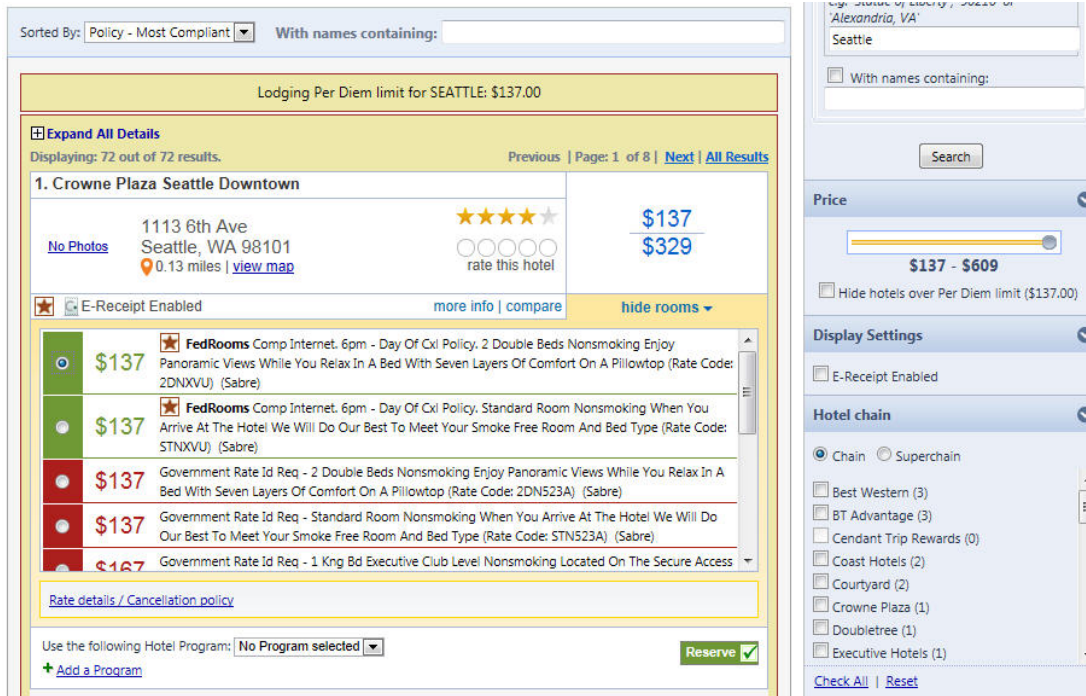 Sorted By: Policy - Most Compliant With names containing:
Lodging Per Diem limit for SEATTLE: $137.00
Expand All Details
Displaying: 72 out of 72 results. Previous | Page: 1 of 8 | Next | All Results
1. Crowne Plaza Seattle Downtown
No Photos
1113 6th Ave
Seattle, WA 98101
0.13 miles | view map
rate this hotel
$137
$329
E-Receipt Enabled more info | compare hide rooms
$137 FedRooms Comp Internet. 6pm - Day Of Cxl Policy. 2 Double Beds Nonsmoking Enjoy
Panoramic Views While You Relax In A Bed With Seven Layers Of Comfort On A Pillowtop (Rate Code:
2DNXVU) (Sabre)
$137 FedRooms Comp Internet. 6pm - Day Of Cxl Policy. Standard Room Nonsmoking When You
Arrive At The Hotel We Will Do Our Best To Meet Your Smoke Free Room And Bed Type (Rate Code:
STNXVU) (Sabre)
$137 Government Rate Id Req - 2 Double Beds Nonsmoking Enjoy Panoramic Views While You Relax In A
Bed With Seven Layers Of Comfort On A Pillowtop (Rate Code: 2DN523A) (Sabre)
$137 Government Rate Id Req - Standard Room Nonsmoking When You Arrive At The Hotel We Will Do
Our Best To Meet Your Smoke Free Room And Bed Type (Rate Code: STN523A) (Sabre)
$167 Government Rate Id Req - 1 Kng Bd Executive Club Level Nonsmoking Located On The Secure Access
Rate details / Cancellation policy
Use the following Hotel Program: No Program selected
Add a Program
Reserve
e.g. 'Statue of Liberty', '90210' or
'Alexandria, VA'
Seattle
With names containing:
Search
Price
$137 - $609
Hide hotels over Per Diem limit ($137.00)
Display Settings
E-Receipt Enabled
Hotel chain
Chain Superchain
Best Western (3)
BT Advantage (3)
Cendant Trip Rewards (0)
Coast Hotels (2)
Courtyard (2)
Crowne Plaza (1)
Doubletree (1)
Executive Hotels (1)
Check All | Reset